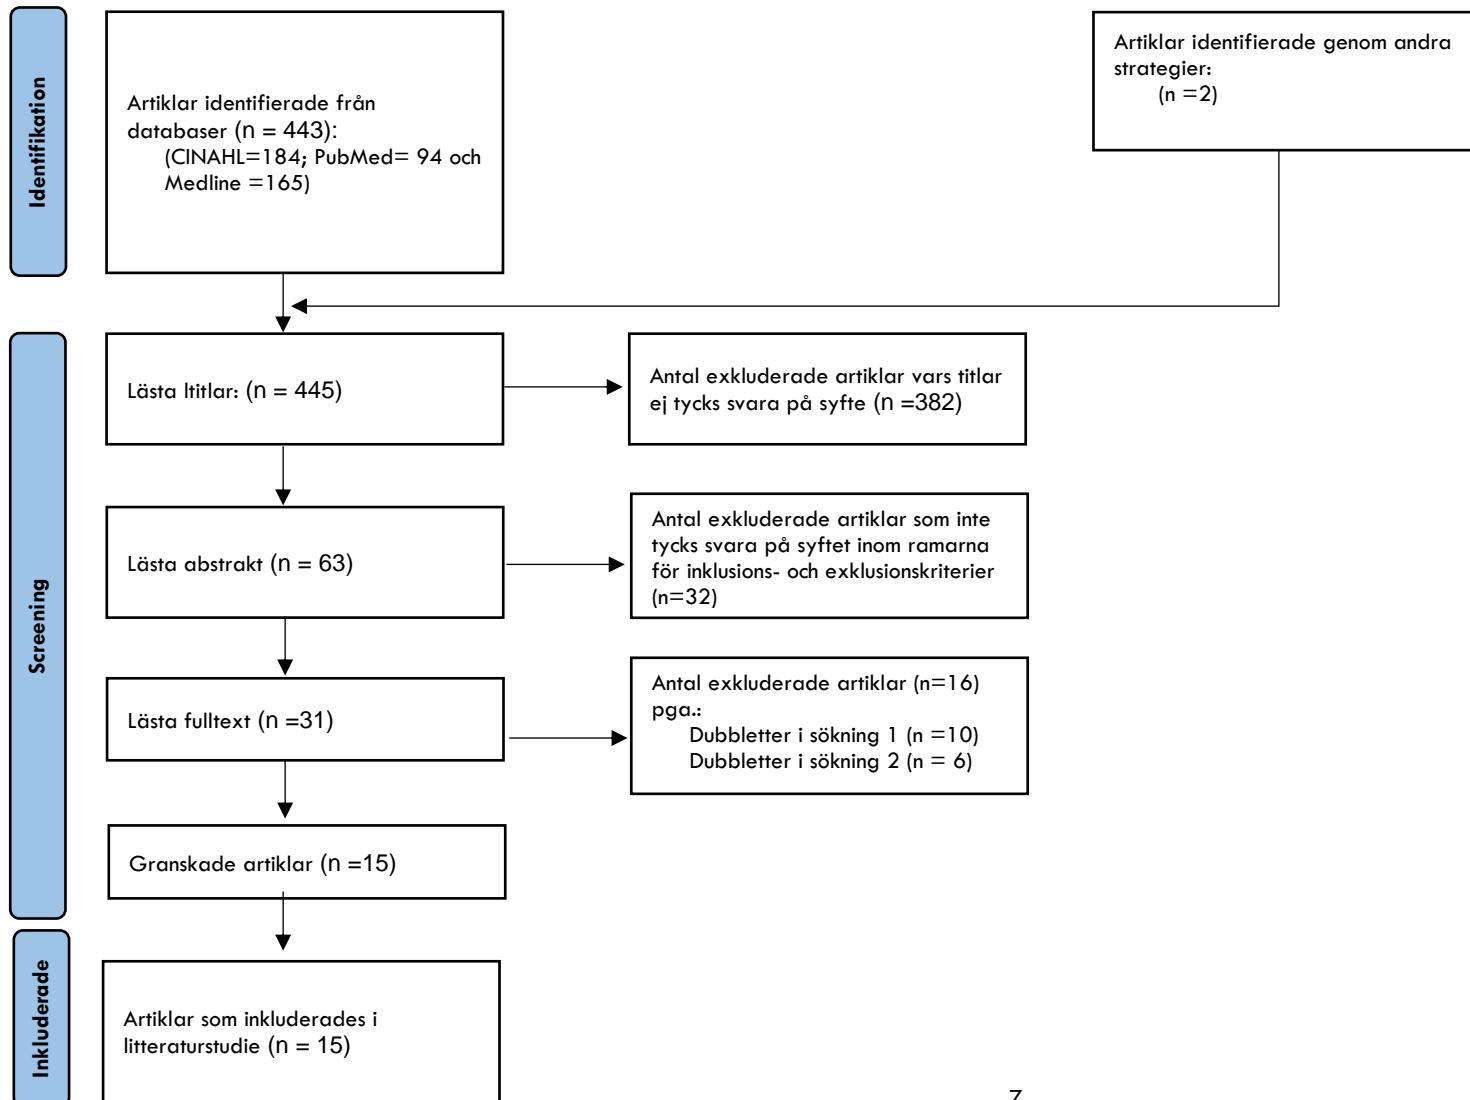 Identifikation
Artiklar identifierade från
databaser (n = 443):
(CINAHL=184; PubMed= 94 och
Medline =165)
Artiklar identifierade genom andra
strategier:
(n =2)
Screening
Lästa ltitlar: (n = 445)
Antal exkluderade artiklar vars titlar
ej tycks svara på syfte (n =382)
Lästa abstrakt (n = 63)
Antal exkluderade artiklar som inte
tycks svara på syftet inom ramarna
för inklusions- och exklusionskriterier
(n=32)
Lästa fulltext (n =31)
Antal exkluderade artiklar (n=16)
pga.:
Dubbletter i sökning 1 (n =10)
Dubbletter i sökning 2 (n = 6)
Granskade artiklar (n =15)
Inkluderade
Artiklar som inkluderades i
litteraturstudie (n = 15)
7